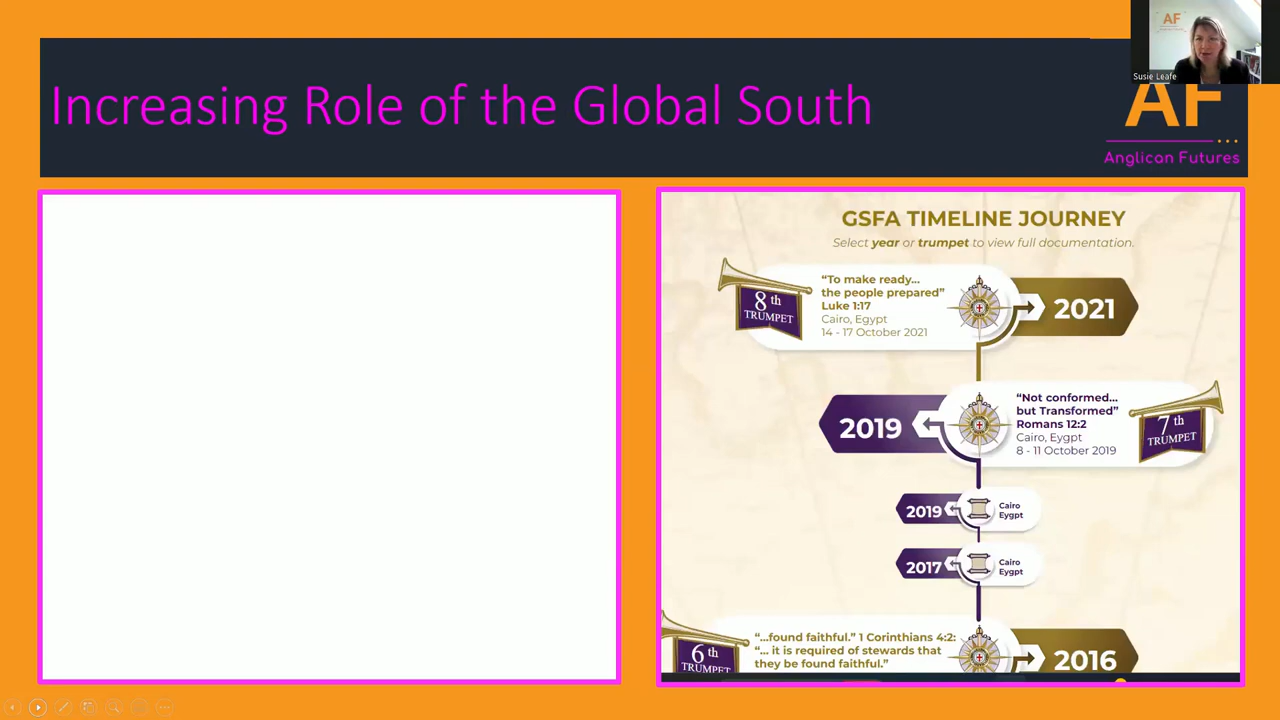 Increasing Role of the Global South
AF
Susie Leafe
AF
Anglican Futures
GSFA TIMELINE JOURNEY
Select year or trumpet to view full documentation.
8th
TRUMPET
“To make ready...
the people prepared”
Luke 1:17
Cairo, Egypt
14 - 17 October 2021
2021
2019
“Not conformed...
but Transformed”
Romans 12:2
Cairo, Eygpt
8 - 11 October 2019
7th
TRUMPET
2019
Cairo
Eygpt
2017
Cairo
Eygpt
6th
TRUMPET
“...found faithful.” 1 Corinthians 4:2:
“... it is required of stewards that
they be found faithful.”
2016